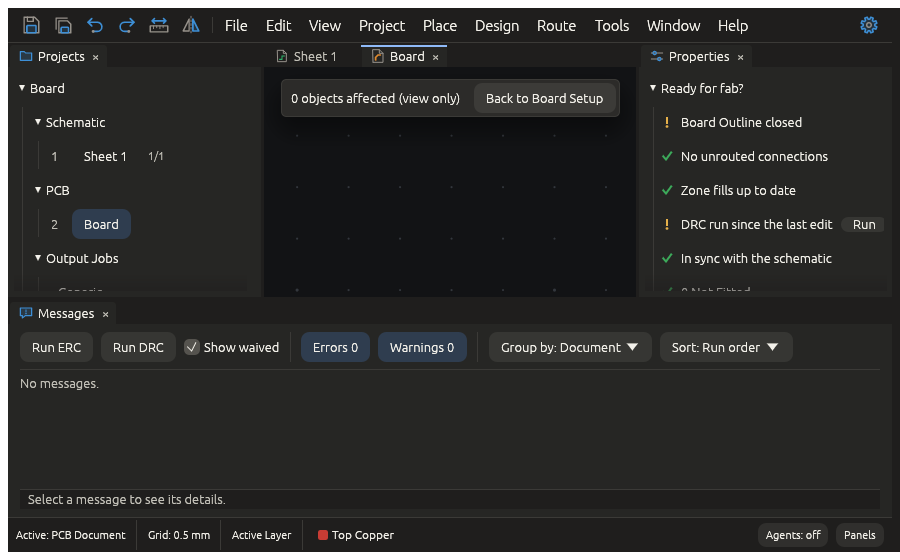 File Edit View Project Place Design Route Tools Window Help
Projects × Sheet 1 Board × Properties ×
0 objects affected (view only) Back to Board Setup
Board
Schematic
1 Sheet 1 1/1
PCB
2 Board
Output Jobs
Ready for fab?
! Board Outline closed
No unrouted connections
Zone fills up to date
! DRC run since the last edit Run
In sync with the schematic
Messages ×
Run ERC Run DRC Show waived Errors 0 Warnings 0 Group by: Document Sort: Run order
No messages.
Select a message to see its details.
Active: PCB Document Grid: 0.5 mm Active Layer Top Copper Agents: off Panels